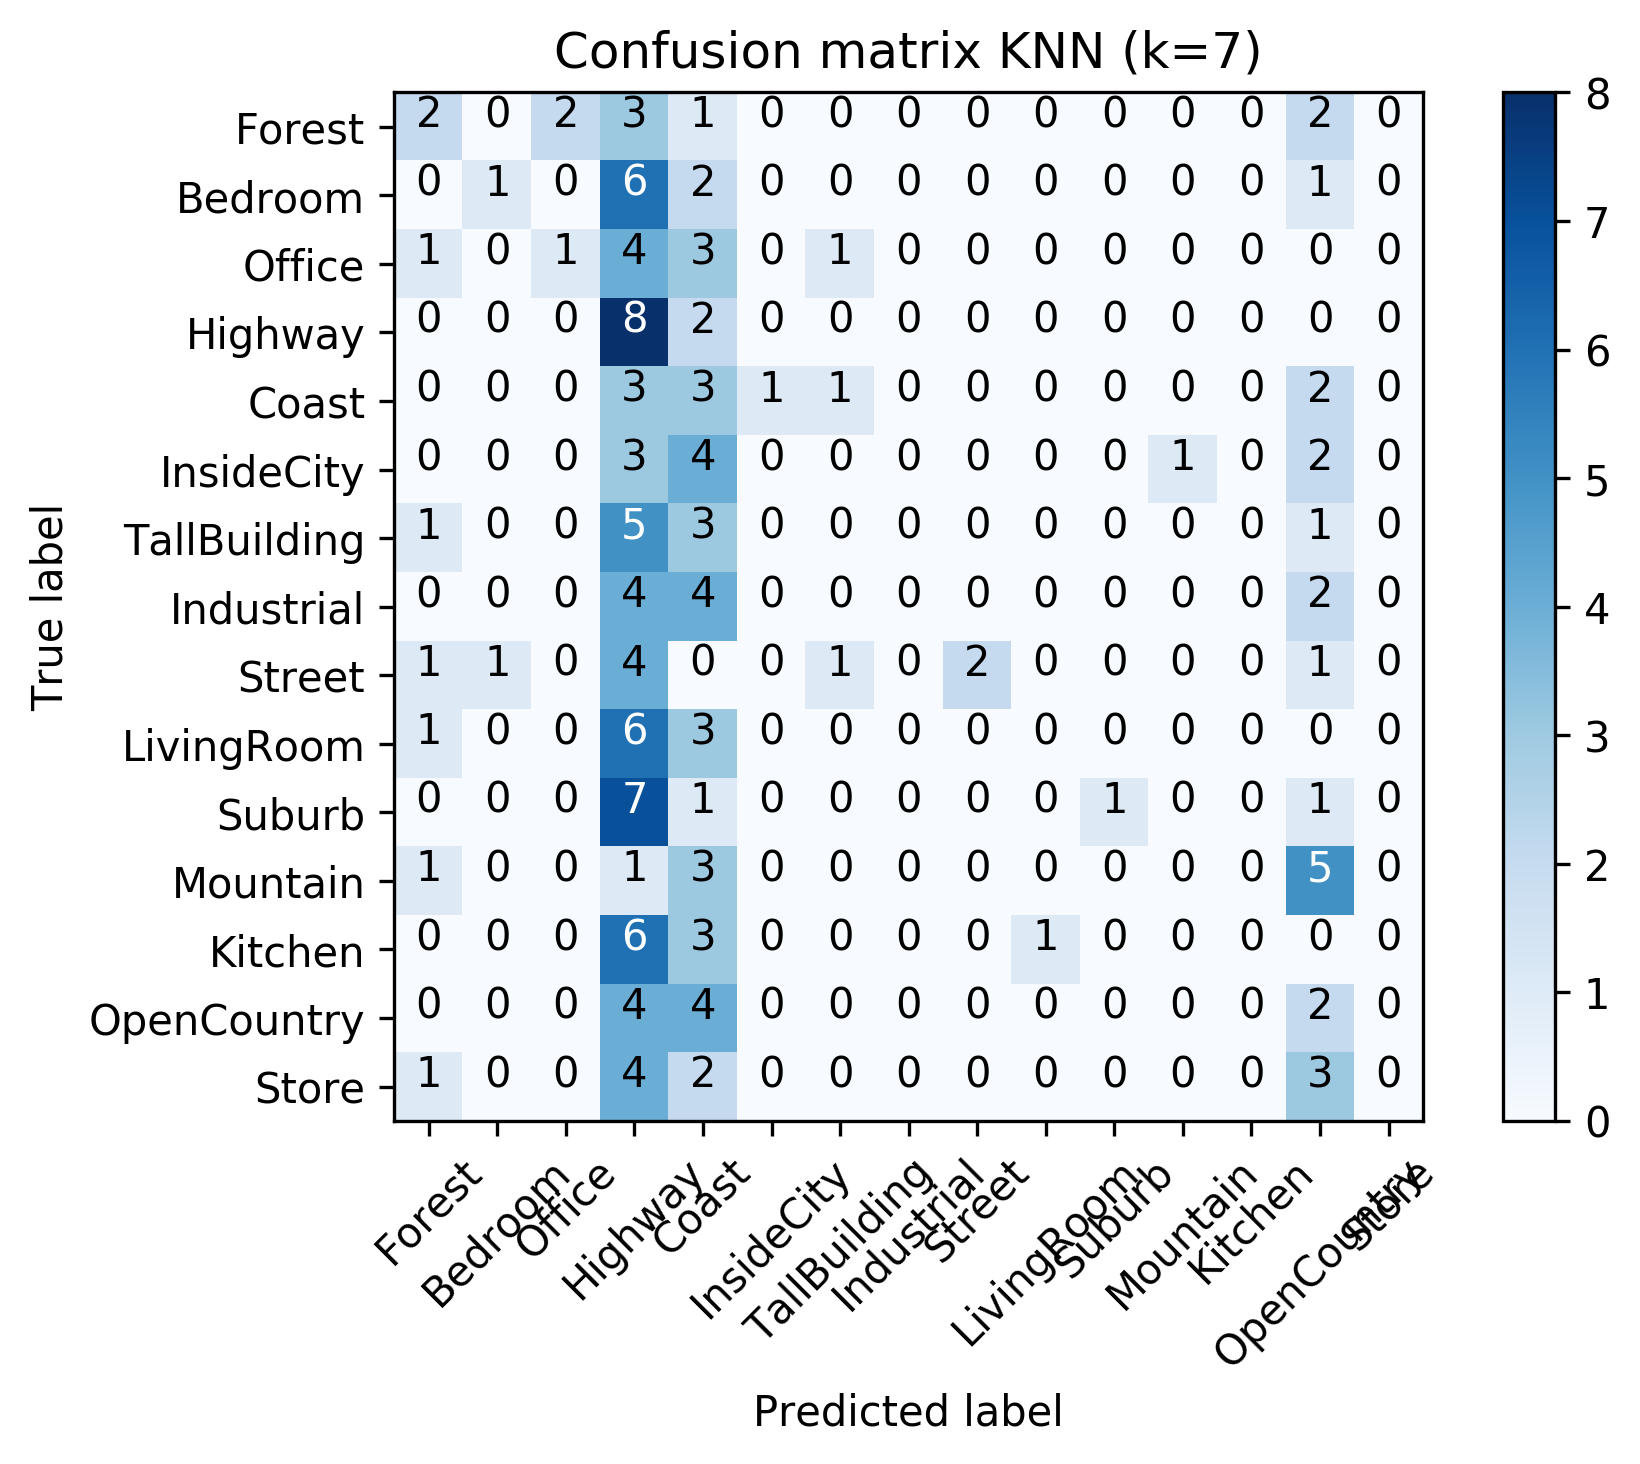 Confusion matrix KNN (k=7)
Forest 2 0 2 3 1 0 0 0 0 0 0 0 0 2 0
Bedroom 0 1 0 6 2 0 0 0 0 0 0 0 0 1 0
Office 1 0 1 4 3 0 1 0 0 0 0 0 0 0 0
Highway 0 0 0 8 2 0 0 0 0 0 0 0 0 0 0
Coast 0 0 0 3 3 1 1 0 0 0 0 0 0 2 0
InsideCity 0 0 0 3 4 0 0 0 0 0 0 1 0 2 0
TallBuilding 1 0 0 5 3 0 0 0 0 0 0 0 0 1 0
Industrial 0 0 0 4 4 0 0 0 0 0 0 0 0 2 0
Street 1 1 0 4 0 0 1 0 2 0 0 0 0 1 0
LivingRoom 1 0 0 6 3 0 0 0 0 0 0 0 0 0 0
Suburb 0 0 0 7 1 0 0 0 0 0 1 0 0 1 0
Mountain 1 0 0 1 3 0 0 0 0 0 0 0 0 5 0
Kitchen 0 0 0 6 3 0 0 0 0 1 0 0 0 0 0
OpenCountry 0 0 0 4 4 0 0 0 0 0 0 0 0 2 0
Store 1 0 0 4 2 0 0 0 0 0 0 0 0 3 0
True label
Forest
Bedroom
Office
Highway
Coast
InsideCity
TallBuilding
Industrial
Street
LivingRoom
Suburb
Mountain
Kitchen
OpenCountry
Store
Predicted label
8
7
6
5
4
3
2
1
0